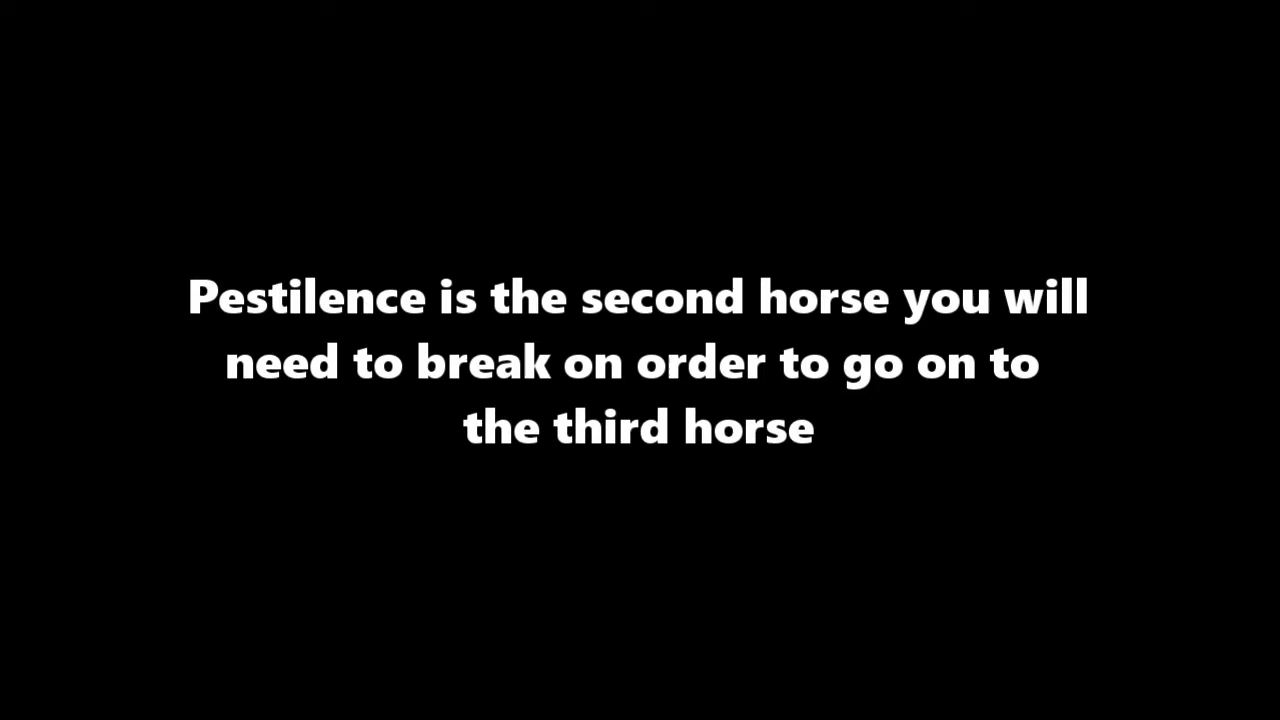 Pestilence is the second horse you will
need to break on order to go on to
the third horse